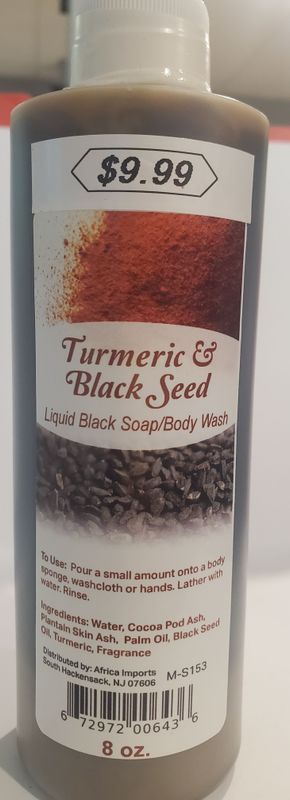 $9.99
Turmeric &
Black Seed
Liquid Black Soap/Body Wash
To Use: Pour a small amount onto a body
sponge, washcloth or hands. Lather with
water. Rinse.
Ingredients: Water, Cocoa Pod Ash,
Plantain Skin Ash, Palm Oil, Black Seed
Oil, Turmeric, Fragrance
Distributed by: Africa Imports
South Hackensack, NJ 07606 M-S153
6 72972 00643 6
8 oz.